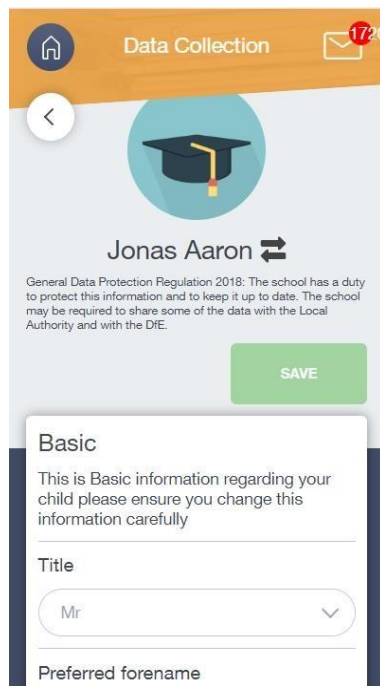 Data Collection
172
Jonas Aaron
General Data Protection Regulation 2018: The school has a duty
to protect this information and to keep it up to date. The school
may be required to share some of the data with the Local
Authority and with the DfE.
SAVE
Basic
This is Basic information regarding your
child please ensure you change this
information carefully
Title
Mr
Preferred forename